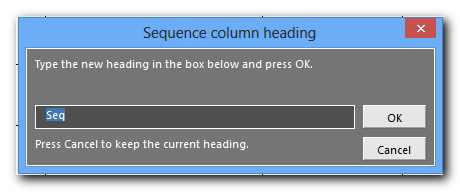 Sequence column heading
Type the new heading in the box below and press OK.
Seq
OK
Press Cancel to keep the current heading.
Cancel